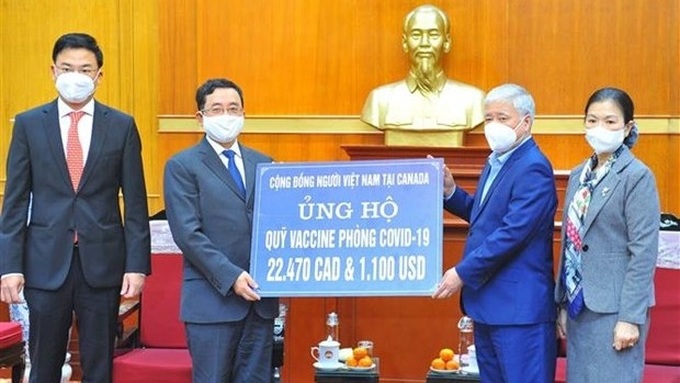 CỘNG ĐỒNG NGƯỜI VIỆT NAM TẠI CANADA
ỦNG HỘ
QUỸ VACCINE PHÒNG COVID-19
22.470 CAD & 1.100 USD